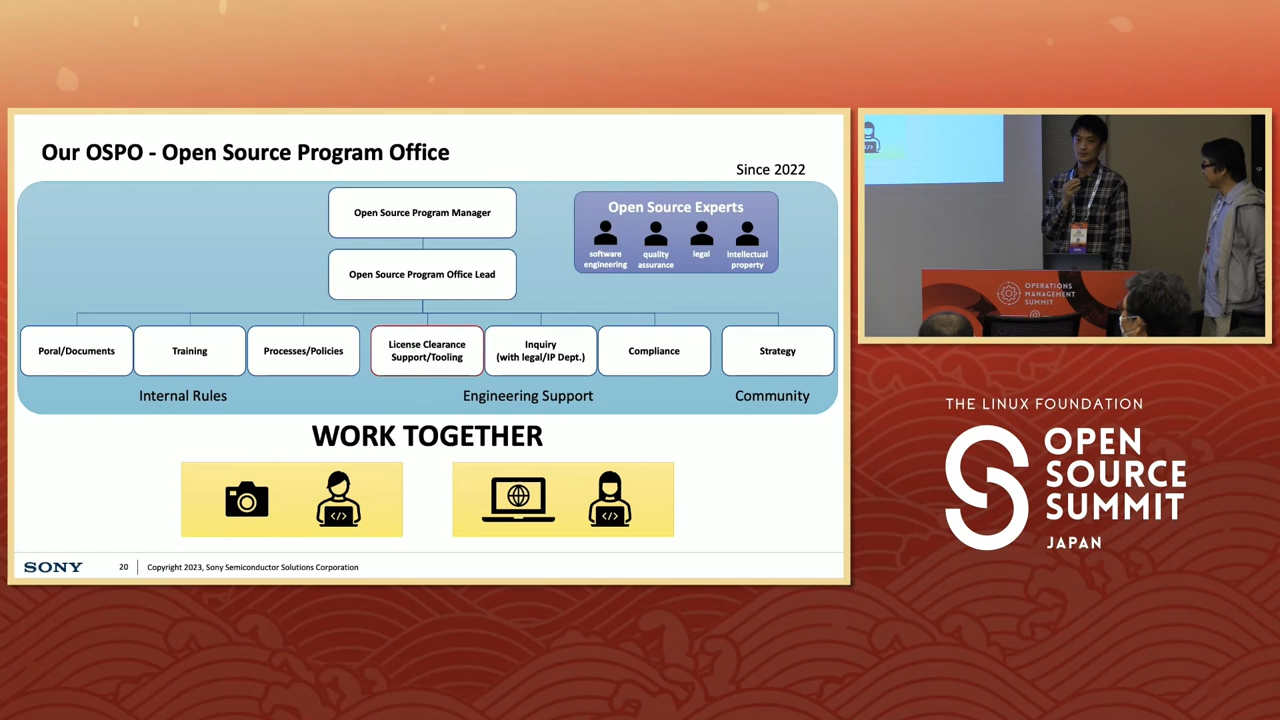 Our OSPO - Open Source Program Office
Since 2022
Open Source Program Manager
Open Source Program Office Lead
Open Source Experts
software
engineering
quality
assurance
legal
intellectual
property
Poral/Documents
Training
Processes/Policies
License Clearance
Support/Tooling
Inquiry
(with legal/IP Dept.)
Compliance
Strategy
Internal Rules
Engineering Support
Community
WORK TOGETHER
</>
</>
SONY
20
Copyright 2023, Sony Semiconductor Solutions Corporation
</>
OPERATIONS
MANAGEMENT
SUMMIT
THE LINUX FOUNDATION
OPEN
SOURCE
SUMMIT
JAPAN